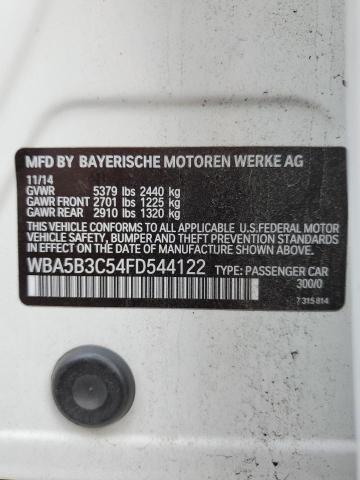 MFD BY BAYERISCHE MOTOREN WERKE AG
11/14
GVWR 5379 lbs 2440 kg
GAWR FRONT 2701 lbs 1225 kg
GAWR REAR 2910 lbs 1320 kg
THIS VEHICLE CONFORMS TO ALL APPLICABLE U.S.FEDERAL MOTOR
VEHICLE SAFETY, BUMPER AND THEFT PREVENTION STANDARDS
IN EFFECT ON THE DATE OF MANUFACTURE SHOWN ABOVE.
WBA5B3C54FD544122 TYPE: PASSENGER CAR
300/0
7 315 814